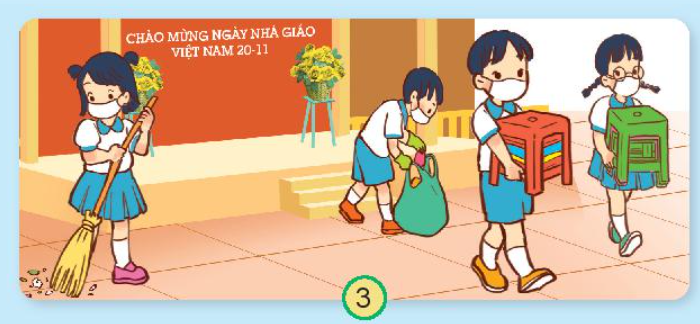 CHÀO MỪNG NGÀY NHÀ GIÁO
VIỆT NAM 20-11
3